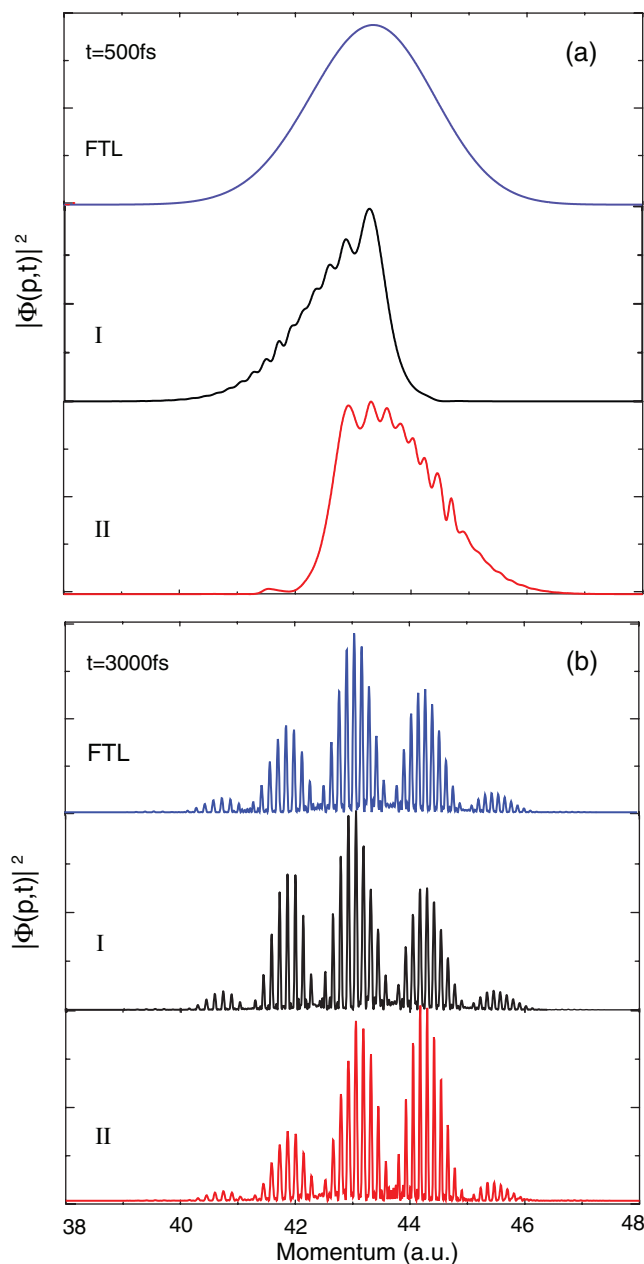 t=500fs
(a)
FTL
I
II
|Φ(p,t)| 2
t=3000fs
(b)
FTL
I
II
|Φ(p,t)| 2
38 40 42 44 46 48
Momentum (a.u.)